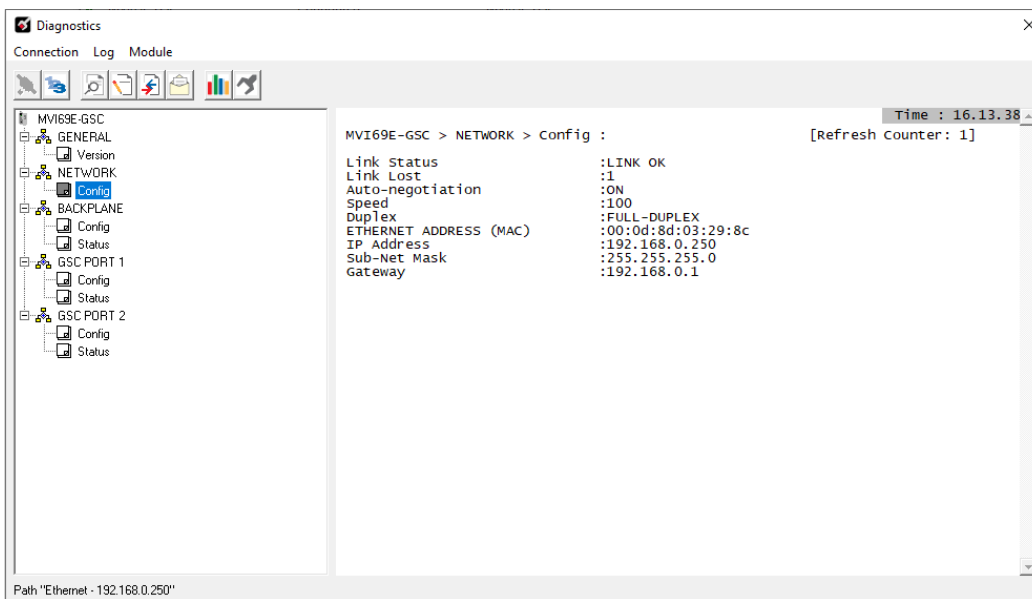 Diagnostics
Connection Log Module
MVI69E-GSC
GENERAL
Version
NETWORK
Config
BACKPLANE
Config
Status
GSC PORT 1
Config
Status
GSC PORT 2
Config
Status
Time : 16.13.38
MVI69E-GSC > NETWORK > Config : [Refresh Counter: 1]
Link Status :LINK OK
Link Lost :1
Auto-negotiation :ON
Speed :100
Duplex :FULL-DUPLEX
ETHERNET ADDRESS (MAC) :00:0d:8d:03:29:8c
IP Address :192.168.0.250
Sub-Net Mask :255.255.255.0
Gateway :192.168.0.1
Path "Ethernet - 192.168.0.250"